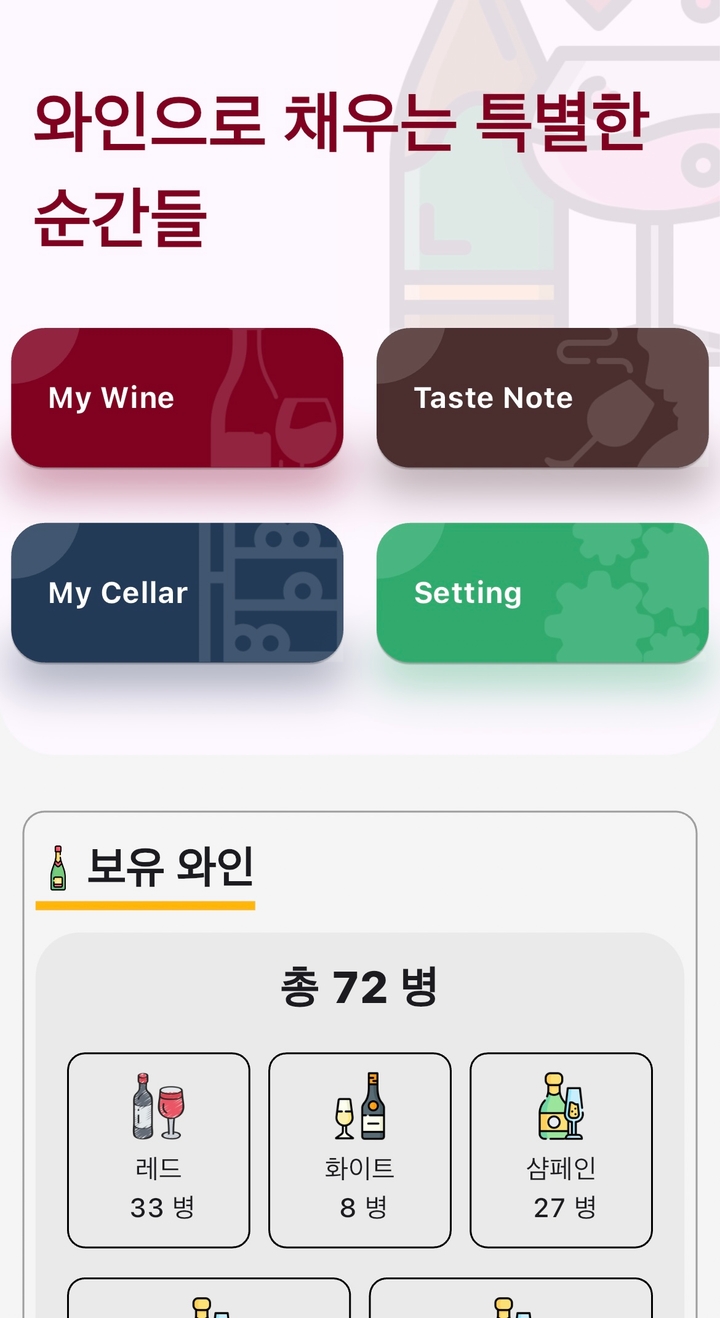 와인으로 채우는 특별한
순간들
My Wine
Taste Note
My Cellar
Setting
보유 와인
총 72 병
레드
33 병
화이트
8 병
샴페인
27 병